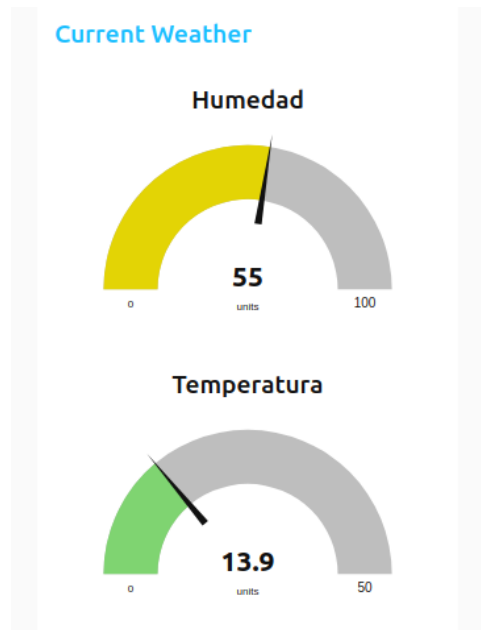 Current Weather
Humedad
55
0 units 100
Temperatura
13.9
0 units 50